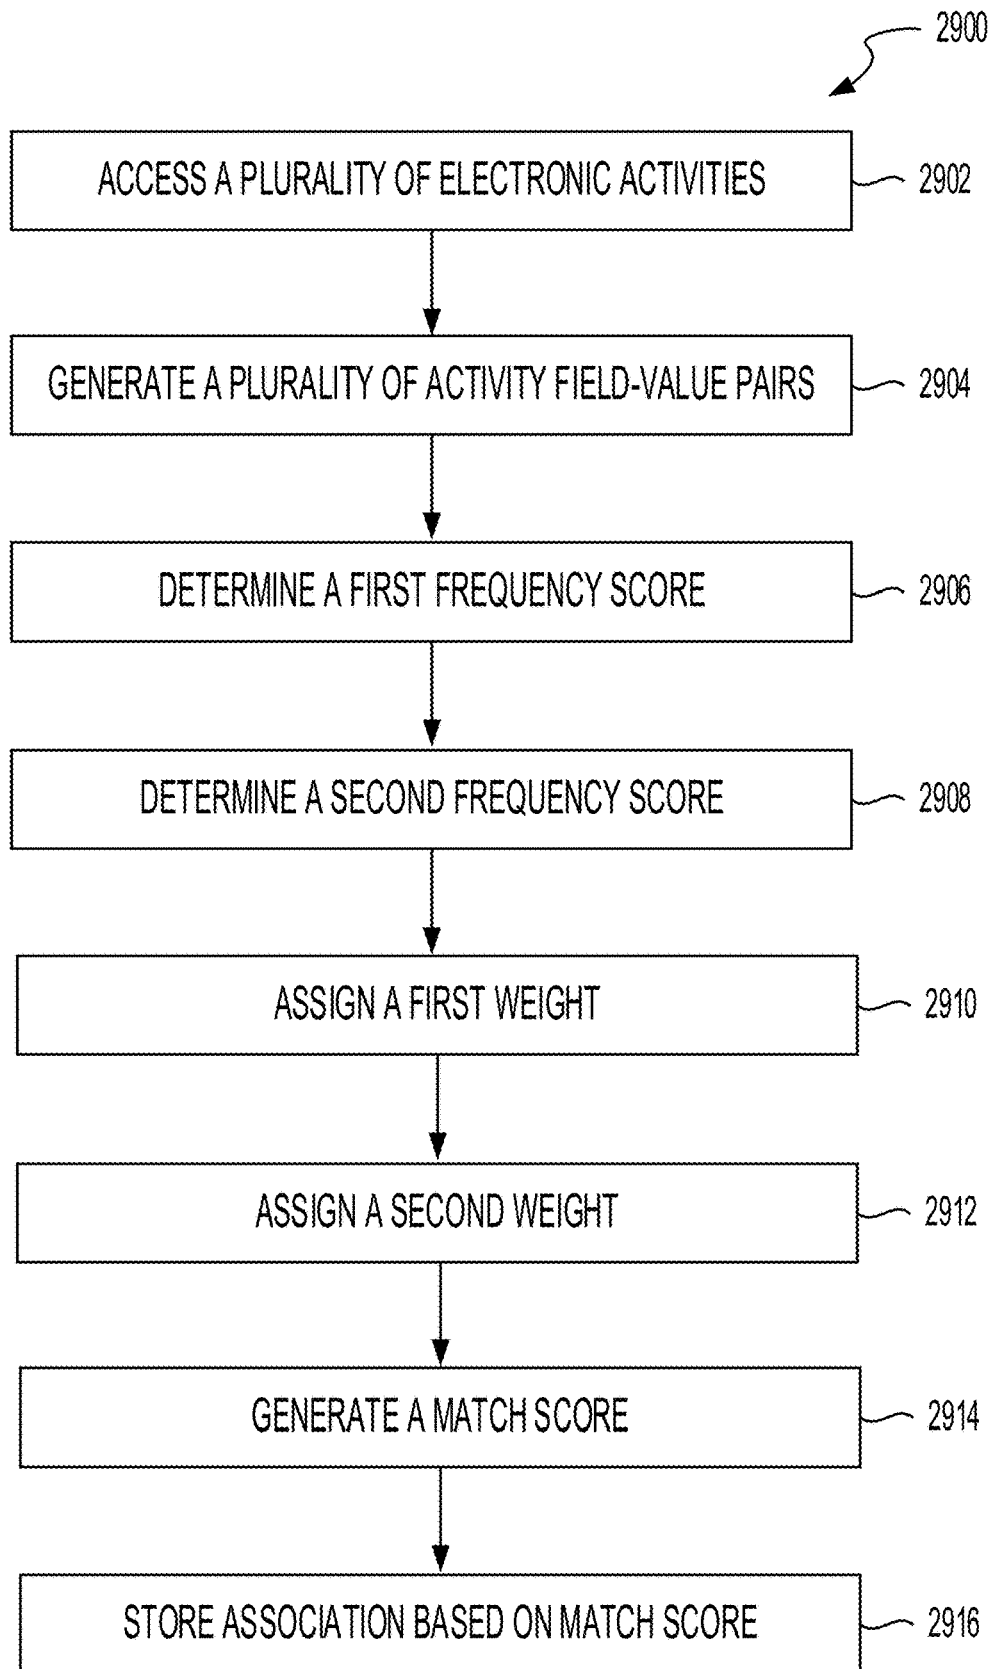 2900
ACCESS A PLURALITY OF ELECTRONIC ACTIVITIES
2902
GENERATE A PLURALITY OF ACTIVITY FIELD-VALUE PAIRS
2904
DETERMINE A FIRST FREQUENCY SCORE
2906
DETERMINE A SECOND FREQUENCY SCORE
2908
ASSIGN A FIRST WEIGHT
2910
ASSIGN A SECOND WEIGHT
2912
GENERATE A MATCH SCORE
2914
STORE ASSOCIATION BASED ON MATCH SCORE
2916